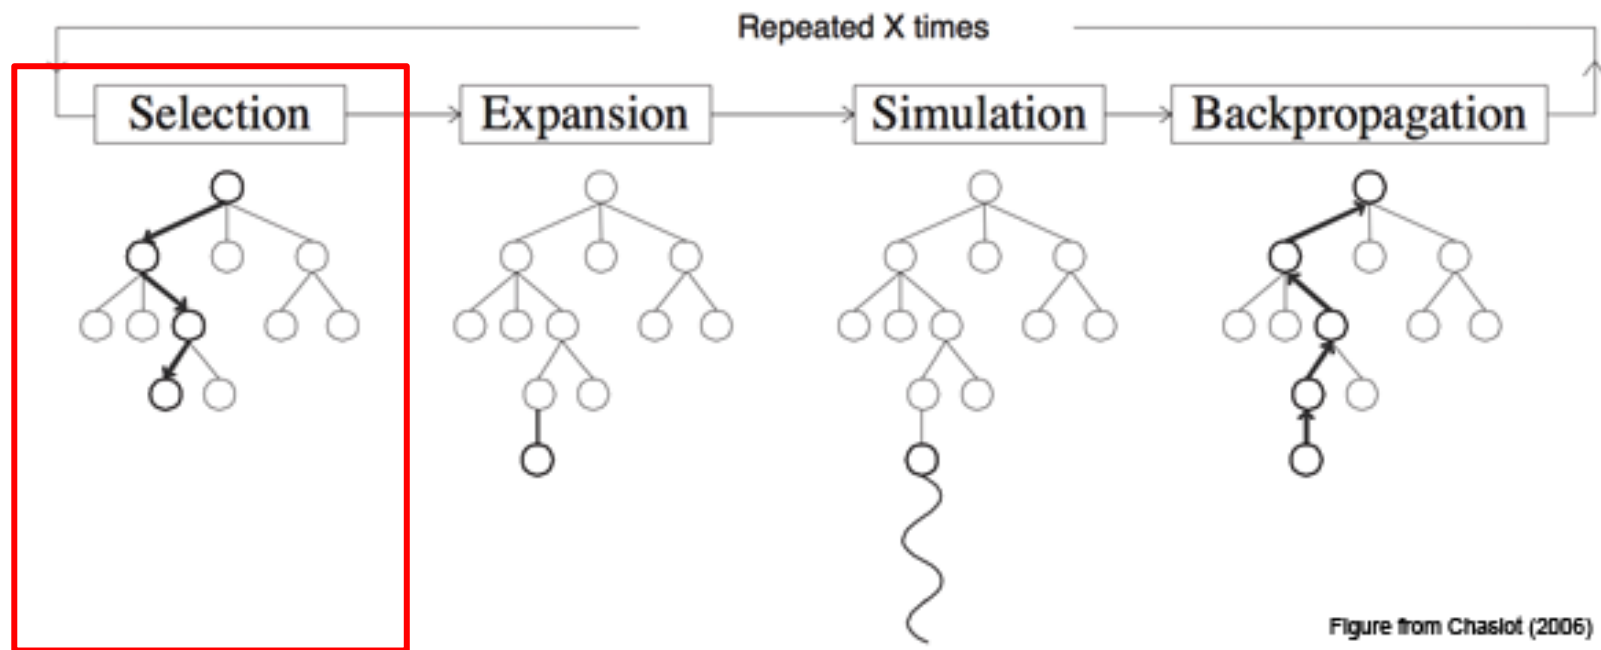 Repeated X times
Selection
Expansion
Simulation
Backpropagation
Figure from Chaslot (2006)